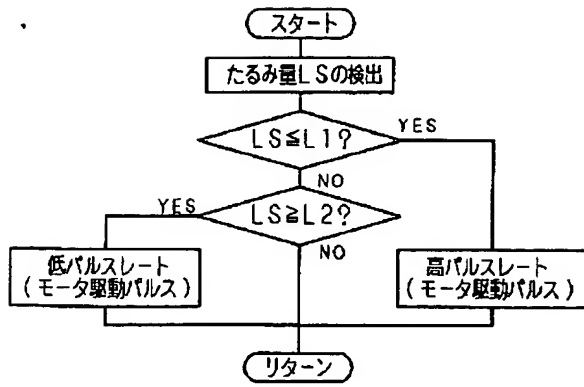 スタート
たるみ量LSの検出
LS≦L1?
YES
NO
LS≧L2?
YES
NO
低パルスレート
(モータ駆動パルス)
高パルスレート
(モータ駆動パルス)
リターン